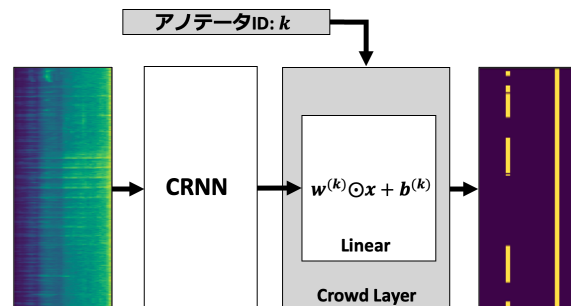 アノテータID: k
CRNN
w^{(k)}⊙x + b^{(k)}
Linear
Crowd Layer